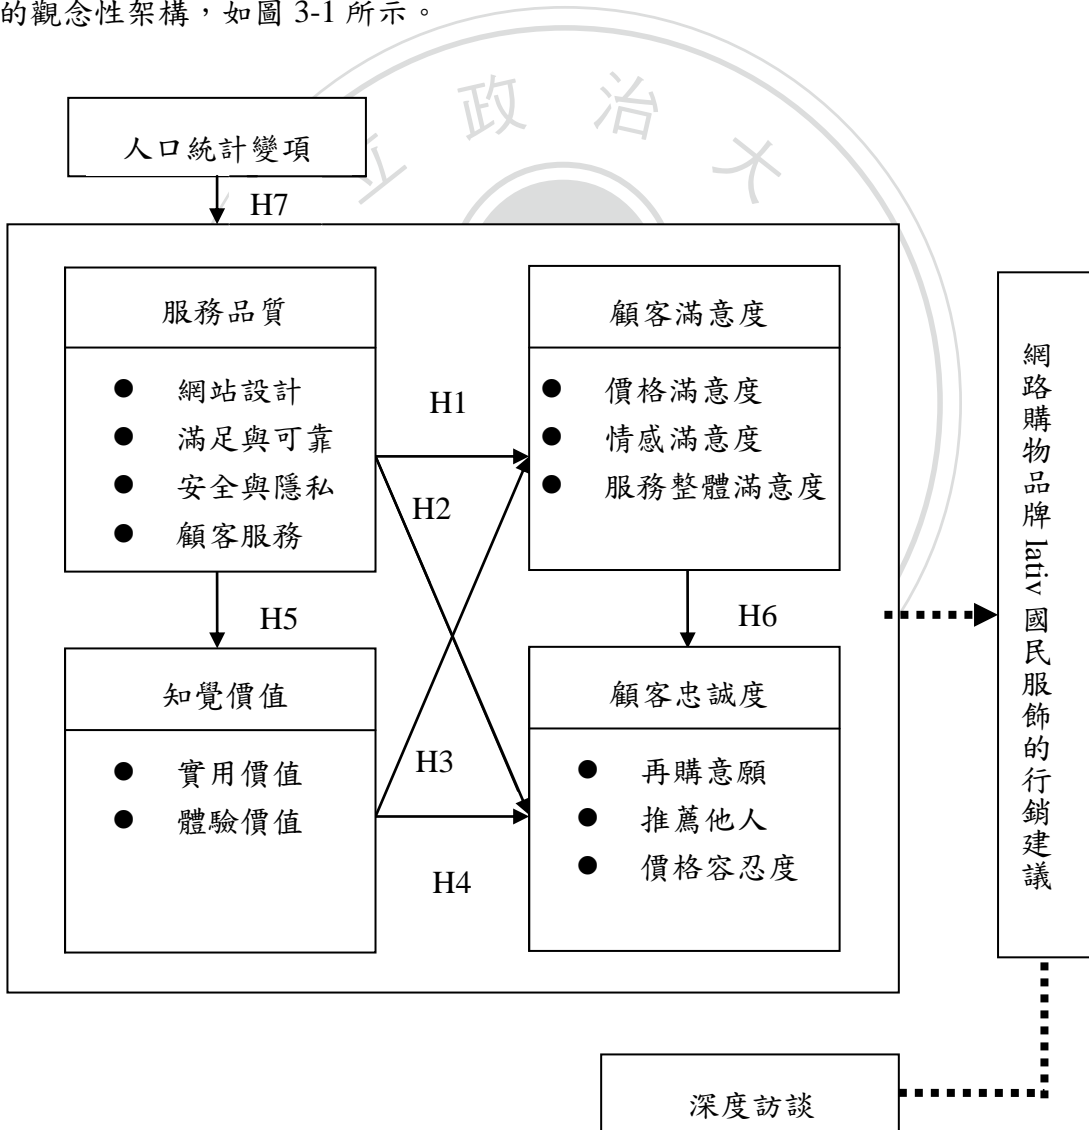 的觀念性架構，如圖 3-1 所示。
立 政 治 大
人口統計變項
H7
服務品質
● 網站設計
● 滿足與可靠
● 安全與隱私
● 顧客服務
H1
H2
顧客滿意度
● 價格滿意度
● 情感滿意度
● 服務整體滿意度
H5
H6
知覺價值
● 實用價值
● 體驗價值
H3
H4
顧客忠誠度
● 再購意願
● 推薦他人
● 價格容忍度
網路購物品牌 lativ 國民服飾的行銷建議
深度訪談